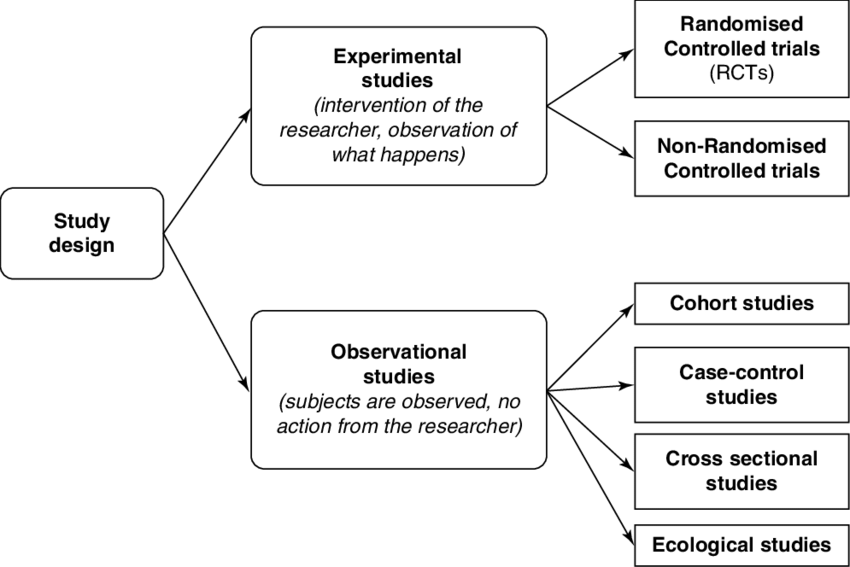 Study
design
Experimental
studies
(intervention of the
researcher, observation of
what happens)
Randomised
Controlled trials
(RCTs)
Non-Randomised
Controlled trials
Observational
studies
(subjects are observed, no
action from the researcher)
Cohort studies
Case-control
studies
Cross sectional
studies
Ecological studies